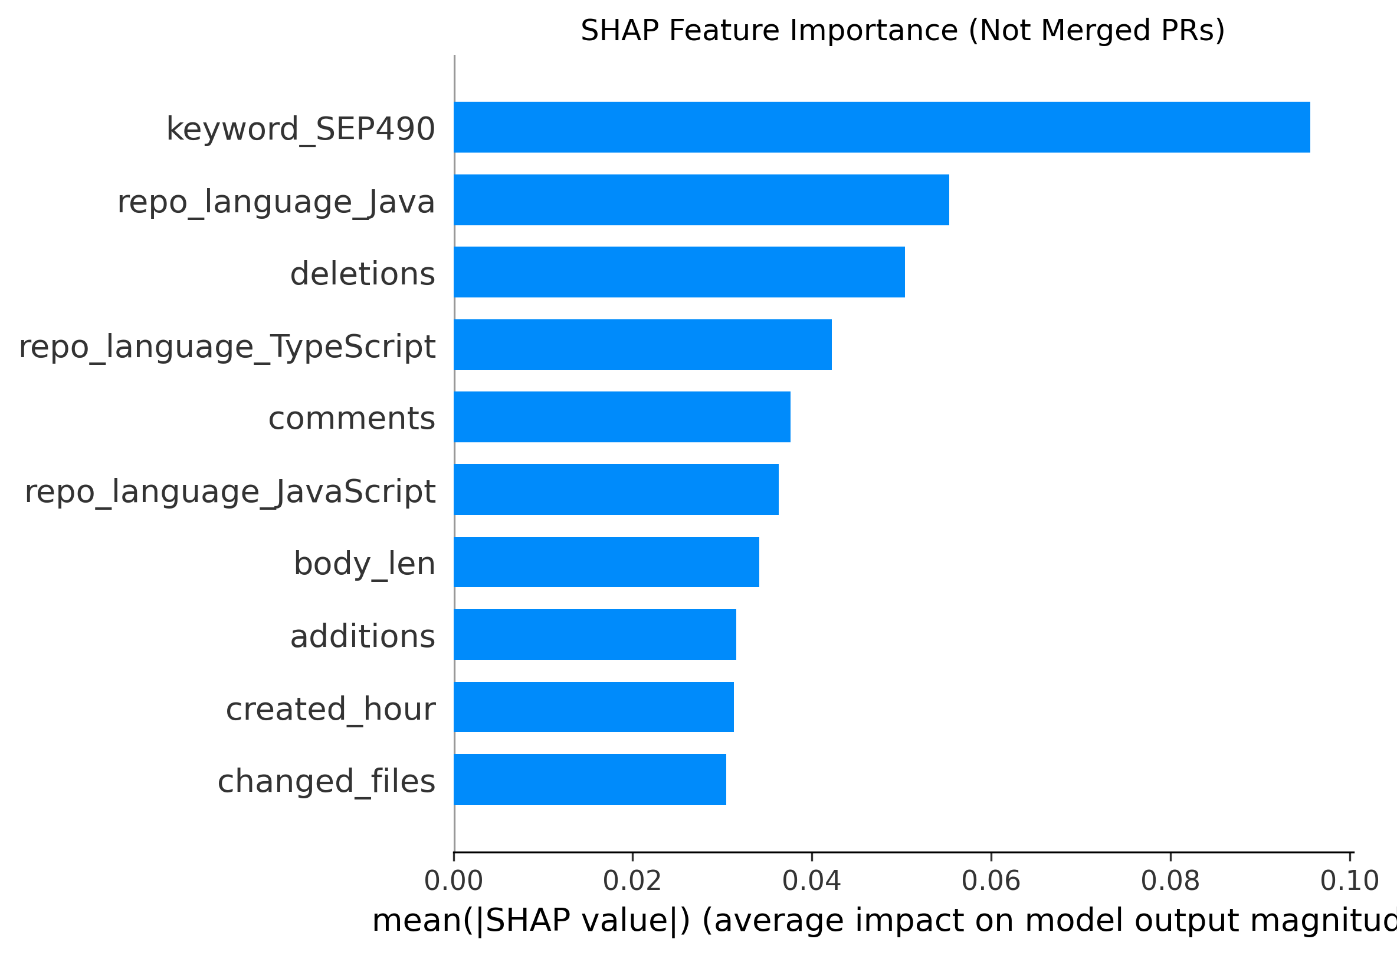 SHAP Feature Importance (Not Merged PRs)
keyword_SEP490
repo_language_Java
deletions
repo_language_TypeScript
comments
repo_language_JavaScript
body_len
additions
created_hour
changed_files
0.00 0.02 0.04 0.06 0.08 0.10
mean(|SHAP value|) (average impact on model output magnitud